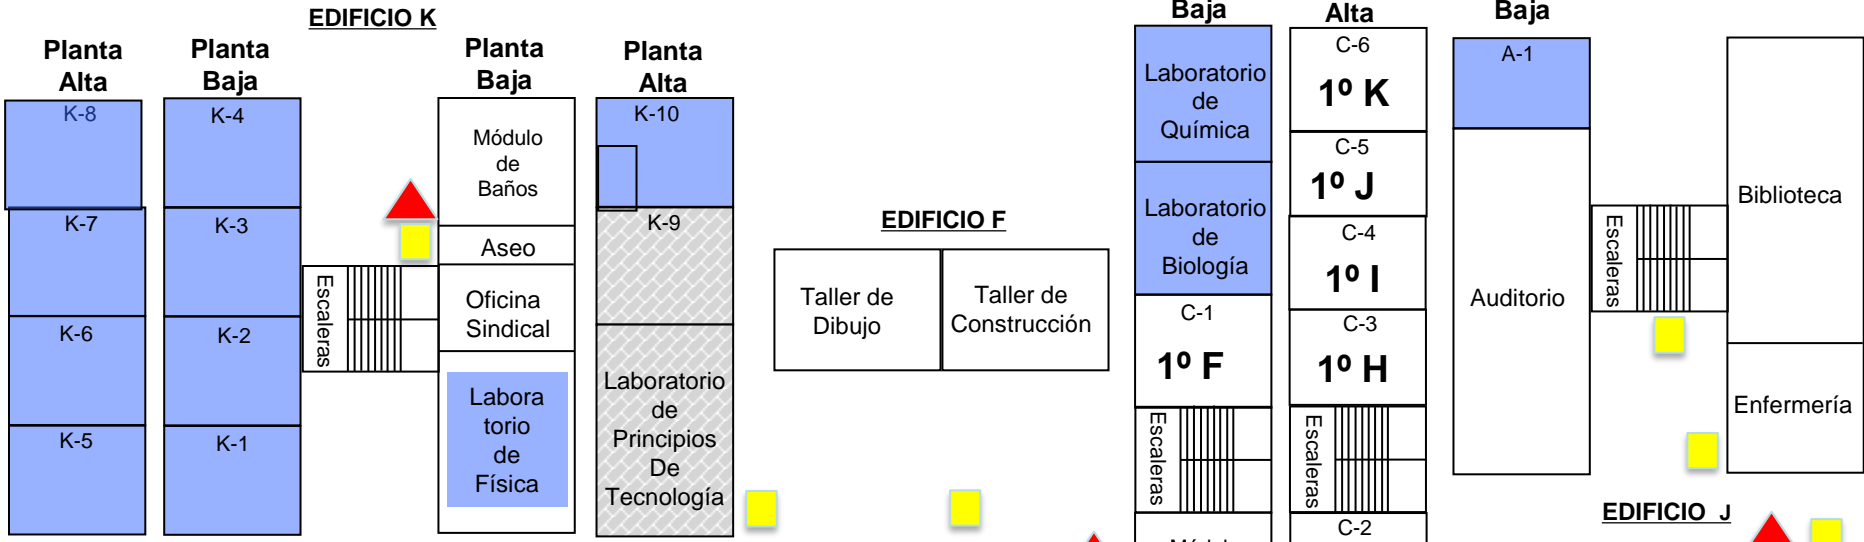 EDIFICIO K
Planta
Alta
K-8
K-7
K-6
K-5
Planta
Baja
K-4
K-3
K-2
K-1
Escaleras
Planta
Baja
Módulo
de
Baños
Aseo
Oficina
Sindical
Labora
torio
de
Física
Planta
Alta
K-10
K-9
Laboratorio
de
Principios
De
Tecnología
EDIFICIO F
Taller de
Dibujo
Taller de
Construcción
Baja
Laboratorio
de
Química
Laboratorio
de
Biología
C-1
1º F
Escaleras
Alta
C-6
1º K
C-5
1º J
C-4
1º I
C-3
1º H
Escaleras
C-2
Baja
A-1
Auditorio
Escaleras
Biblioteca
Enfermería
EDIFICIO J